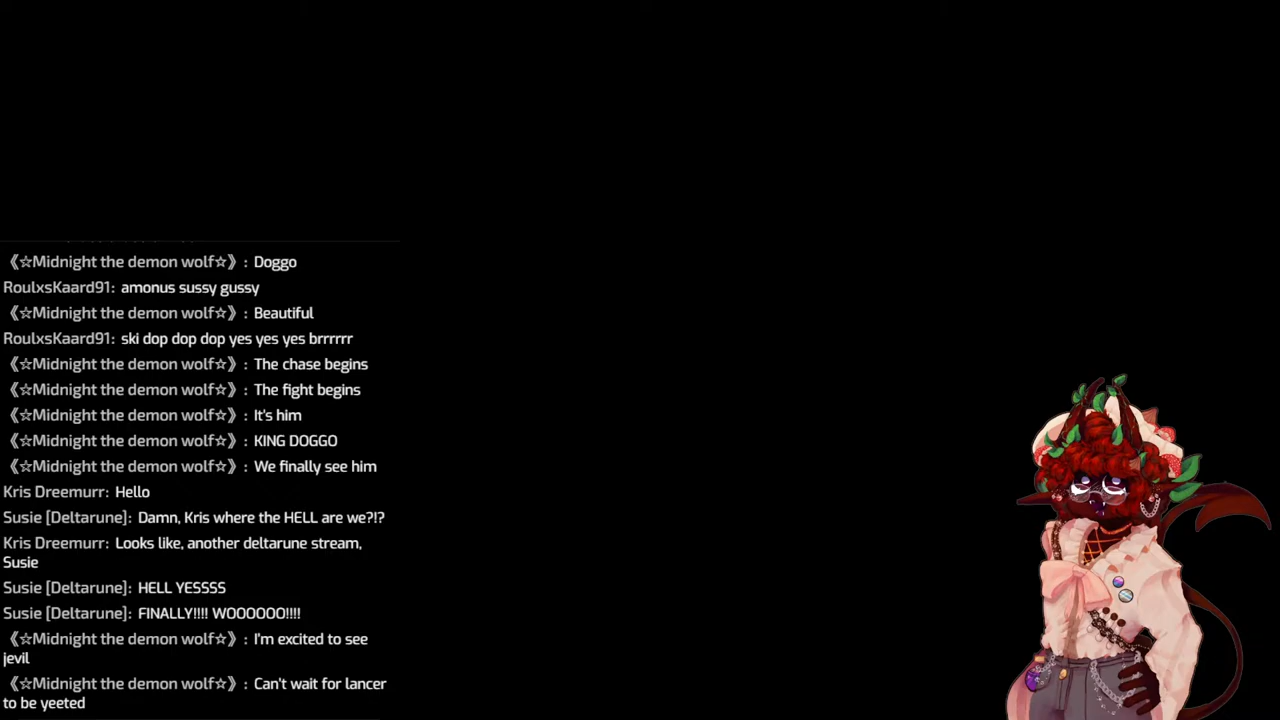 《☆Midnight the demon wolf☆》: Doggo
RoulxsKaard91: amonus sussy gussy
《☆Midnight the demon wolf☆》: Beautiful
RoulxsKaard91: ski dop dop dop yes yes yes brrrrrr
《☆Midnight the demon wolf☆》: The chase begins
《☆Midnight the demon wolf☆》: The fight begins
《☆Midnight the demon wolf☆》: It's him
《☆Midnight the demon wolf☆》: KING DOGGO
《☆Midnight the demon wolf☆》: We finally see him
Kris Dreemurr: Hello
Susie [Deltarune]: Damn, Kris where the HELL are we?!?
Kris Dreemurr: Looks like, another deltarune stream,
Susie
Susie [Deltarune]: HELL YESSSS
Susie [Deltarune]: FINALLY!!!! WOOOOOO!!!!
《☆Midnight the demon wolf☆》: I'm excited to see
jevil
《☆Midnight the demon wolf☆》: Can't wait for lancer
to be yeeted